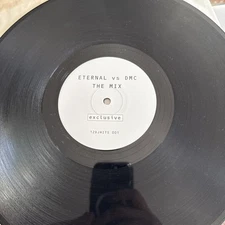 ETERNAL vs DMC
THE MIX
exclusive